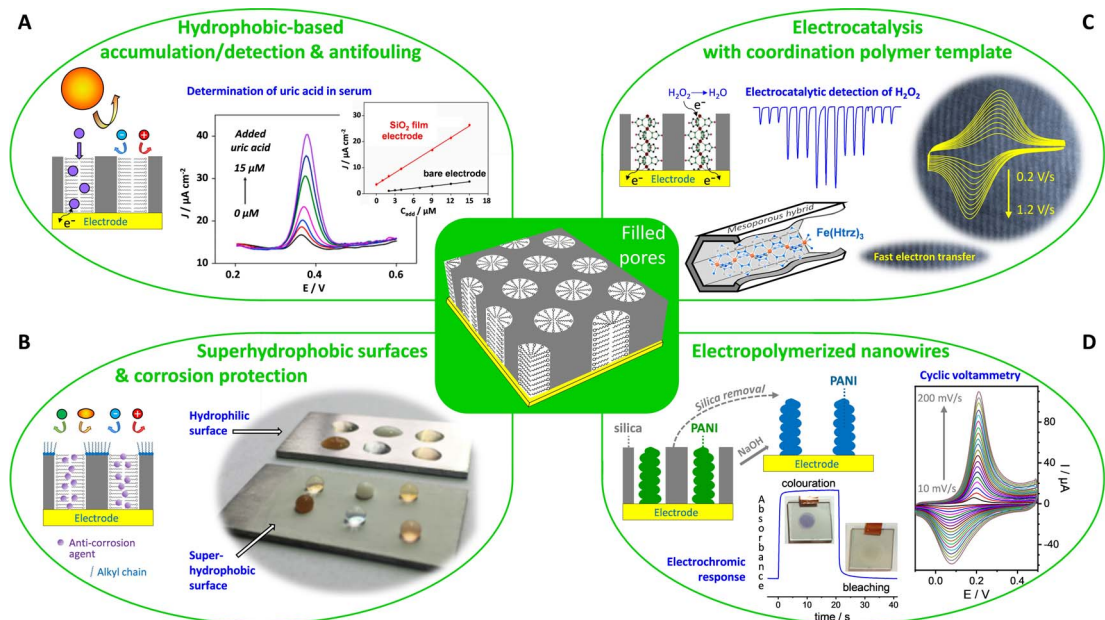 A
Hydrophobic-based
accumulation/detection & antifouling
Determination of uric acid in serum
−
+
e⁻
Electrode
J / µA cm⁻²
40
30
20
10
0.2
0.4
0.6
E / V
Added
uric acid
15 µM
0 µM
J / µA cm⁻²
40
30
20
10
0
SiO₂ film
electrode
bare electrode
0
3
6
9
12
15
18
C_add / µM
C
Electrocatalysis
with coordination polymer template
H₂O₂→H₂O
e⁻
e⁻
e⁻
Electrode
Electrocatalytic detection of H₂O₂
0.2 V/s
1.2 V/s
Mesoporous hybrid
Fe(Htrz)₃
Fast electron transfer
Filled
pores
B
Superhydrophobic surfaces
& corrosion protection
−
+
Electrode
Anti-corrosion
agent
Alkyl chain
Hydrophilic
surface
Super-
hydrophobic
surface
D
Electropolymerized nanowires
silica
PANI
Electrode
Silica removal
NaOH
PANI
Electrode
Electrochromic
response
Absorbance
colouration
bleaching
0
10
20
30
40
time / s
Cyclic voltammetry
200 mV/s
10 mV/s
80
40
0
-40
-80
I / µA
0.0
0.2
0.4
E / V